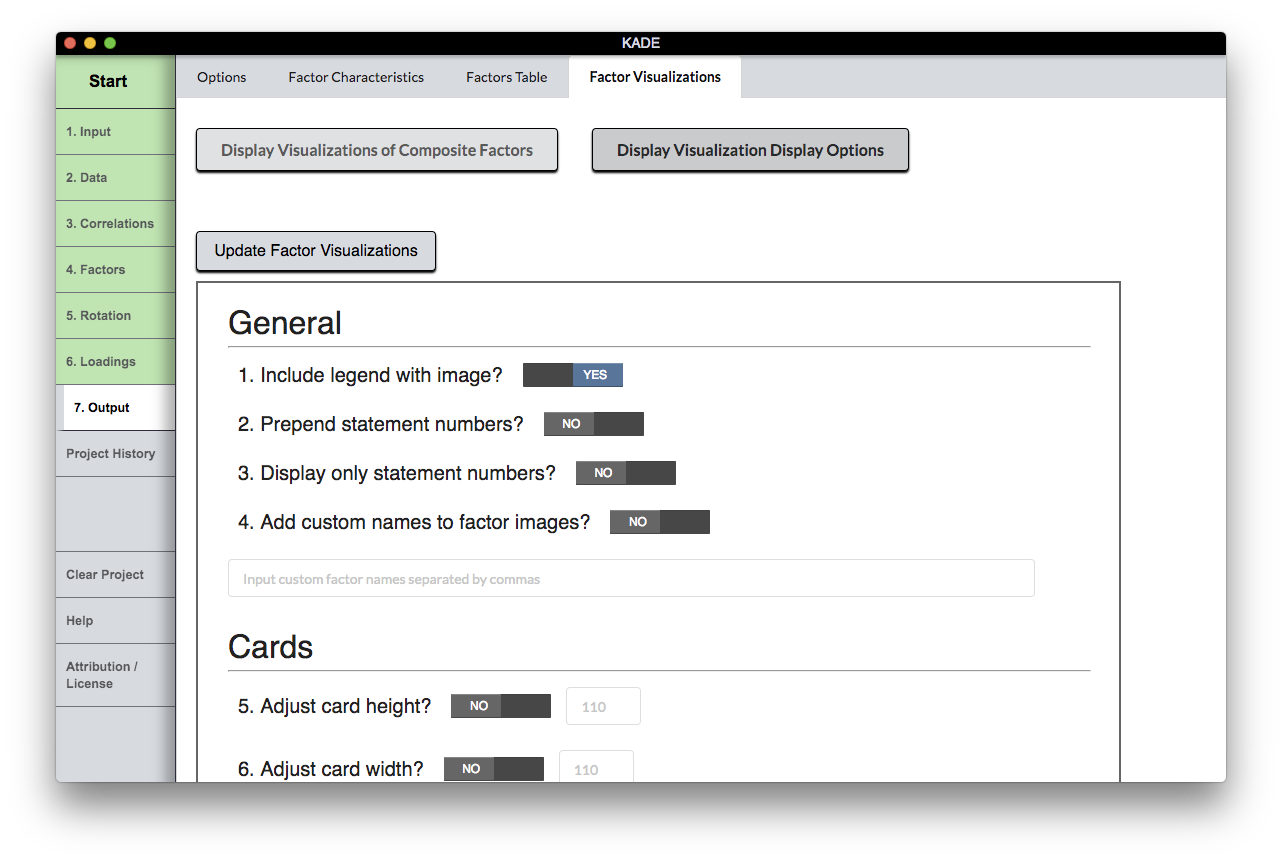 KADE
Start
Options
Factor Characteristics
Factors Table
Factor Visualizations
1. Input
2. Data
3. Correlations
4. Factors
5. Rotation
6. Loadings
7. Output
Project History
Clear Project
Help
Attribution /
License
Display Visualizations of Composite Factors
Display Visualization Display Options
Update Factor Visualizations
General
1. Include legend with image? YES
2. Prepend statement numbers? NO
3. Display only statement numbers? NO
4. Add custom names to factor images? NO
Input custom factor names separated by commas
Cards
5. Adjust card height? NO 110
6. Adjust card width? NO 110